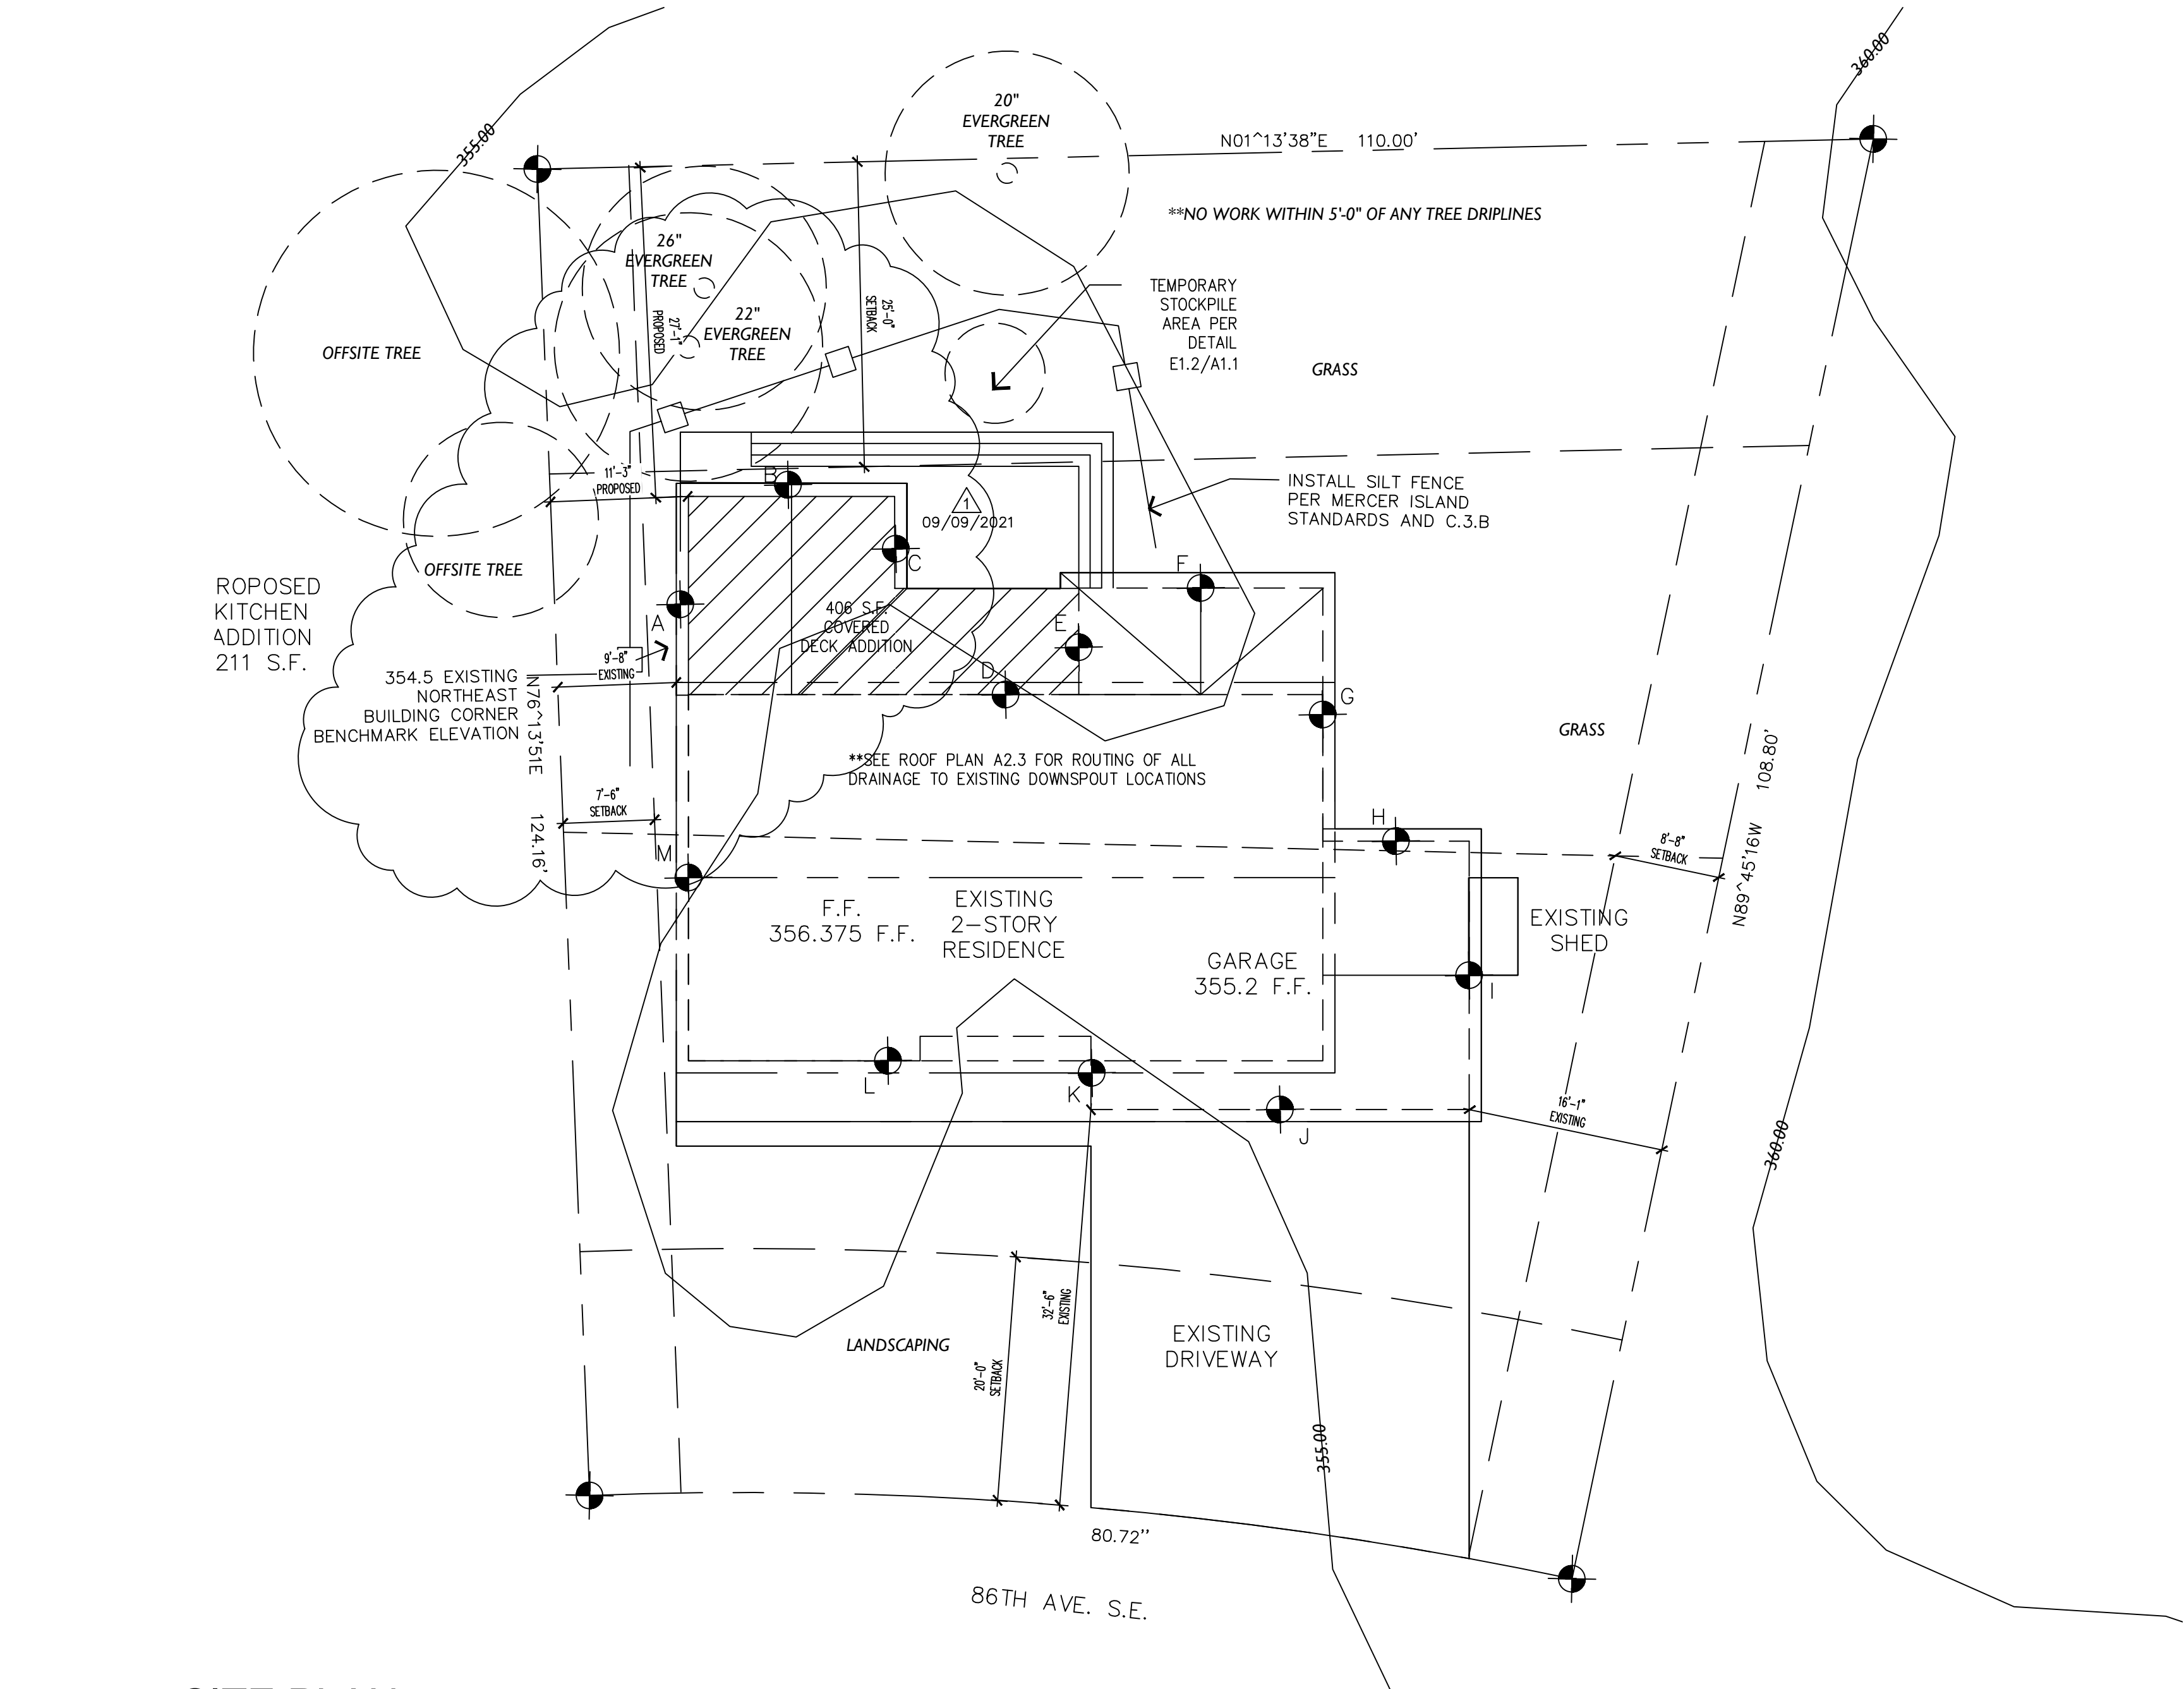 360.00
355.00
20"
EVERGREEN
TREE
N01^13'38"E 110.00'
**NO WORK WITHIN 5'-0" OF ANY TREE DRIPLINES
26"
EVERGREEN
TREE
22"
EVERGREEN
TREE
27'-1"
PROPOSED
25'-0"
SETBACK
TEMPORARY
STOCKPILE
AREA PER
DETAIL
E1.2/A1.1
OFFSITE TREE
GRASS
11'-3"
PROPOSED
B
1
09/09/2021
INSTALL SILT FENCE
PER MERCER ISLAND
STANDARDS AND C.3.B
C
F
OFFSITE TREE
ROPOSED
KITCHEN
ADDITION
211 S.F.
A
406 S.F.
COVERED
DECK ADDITION
E
D
G
9'-8"
EXISTING
354.5 EXISTING
NORTHEAST
BUILDING CORNER
BENCHMARK ELEVATION
N76^13'51E 124.16'
GRASS
**SEE ROOF PLAN A2.3 FOR ROUTING OF ALL
DRAINAGE TO EXISTING DOWNSPOUT LOCATIONS
N89^45'16W 108.80'
7'-6"
SETBACK
H
8'-8"
SETBACK
M
F.F.
356.375 F.F.
EXISTING
2-STORY
RESIDENCE
EXISTING
SHED
GARAGE
355.2 F.F.
I
L
K
J
16'-1"
EXISTING
360.00
32'-6"
EXISTING
20'-0"
SETBACK
LANDSCAPING
EXISTING
DRIVEWAY
355.00
80.72''
86TH AVE. S.E.